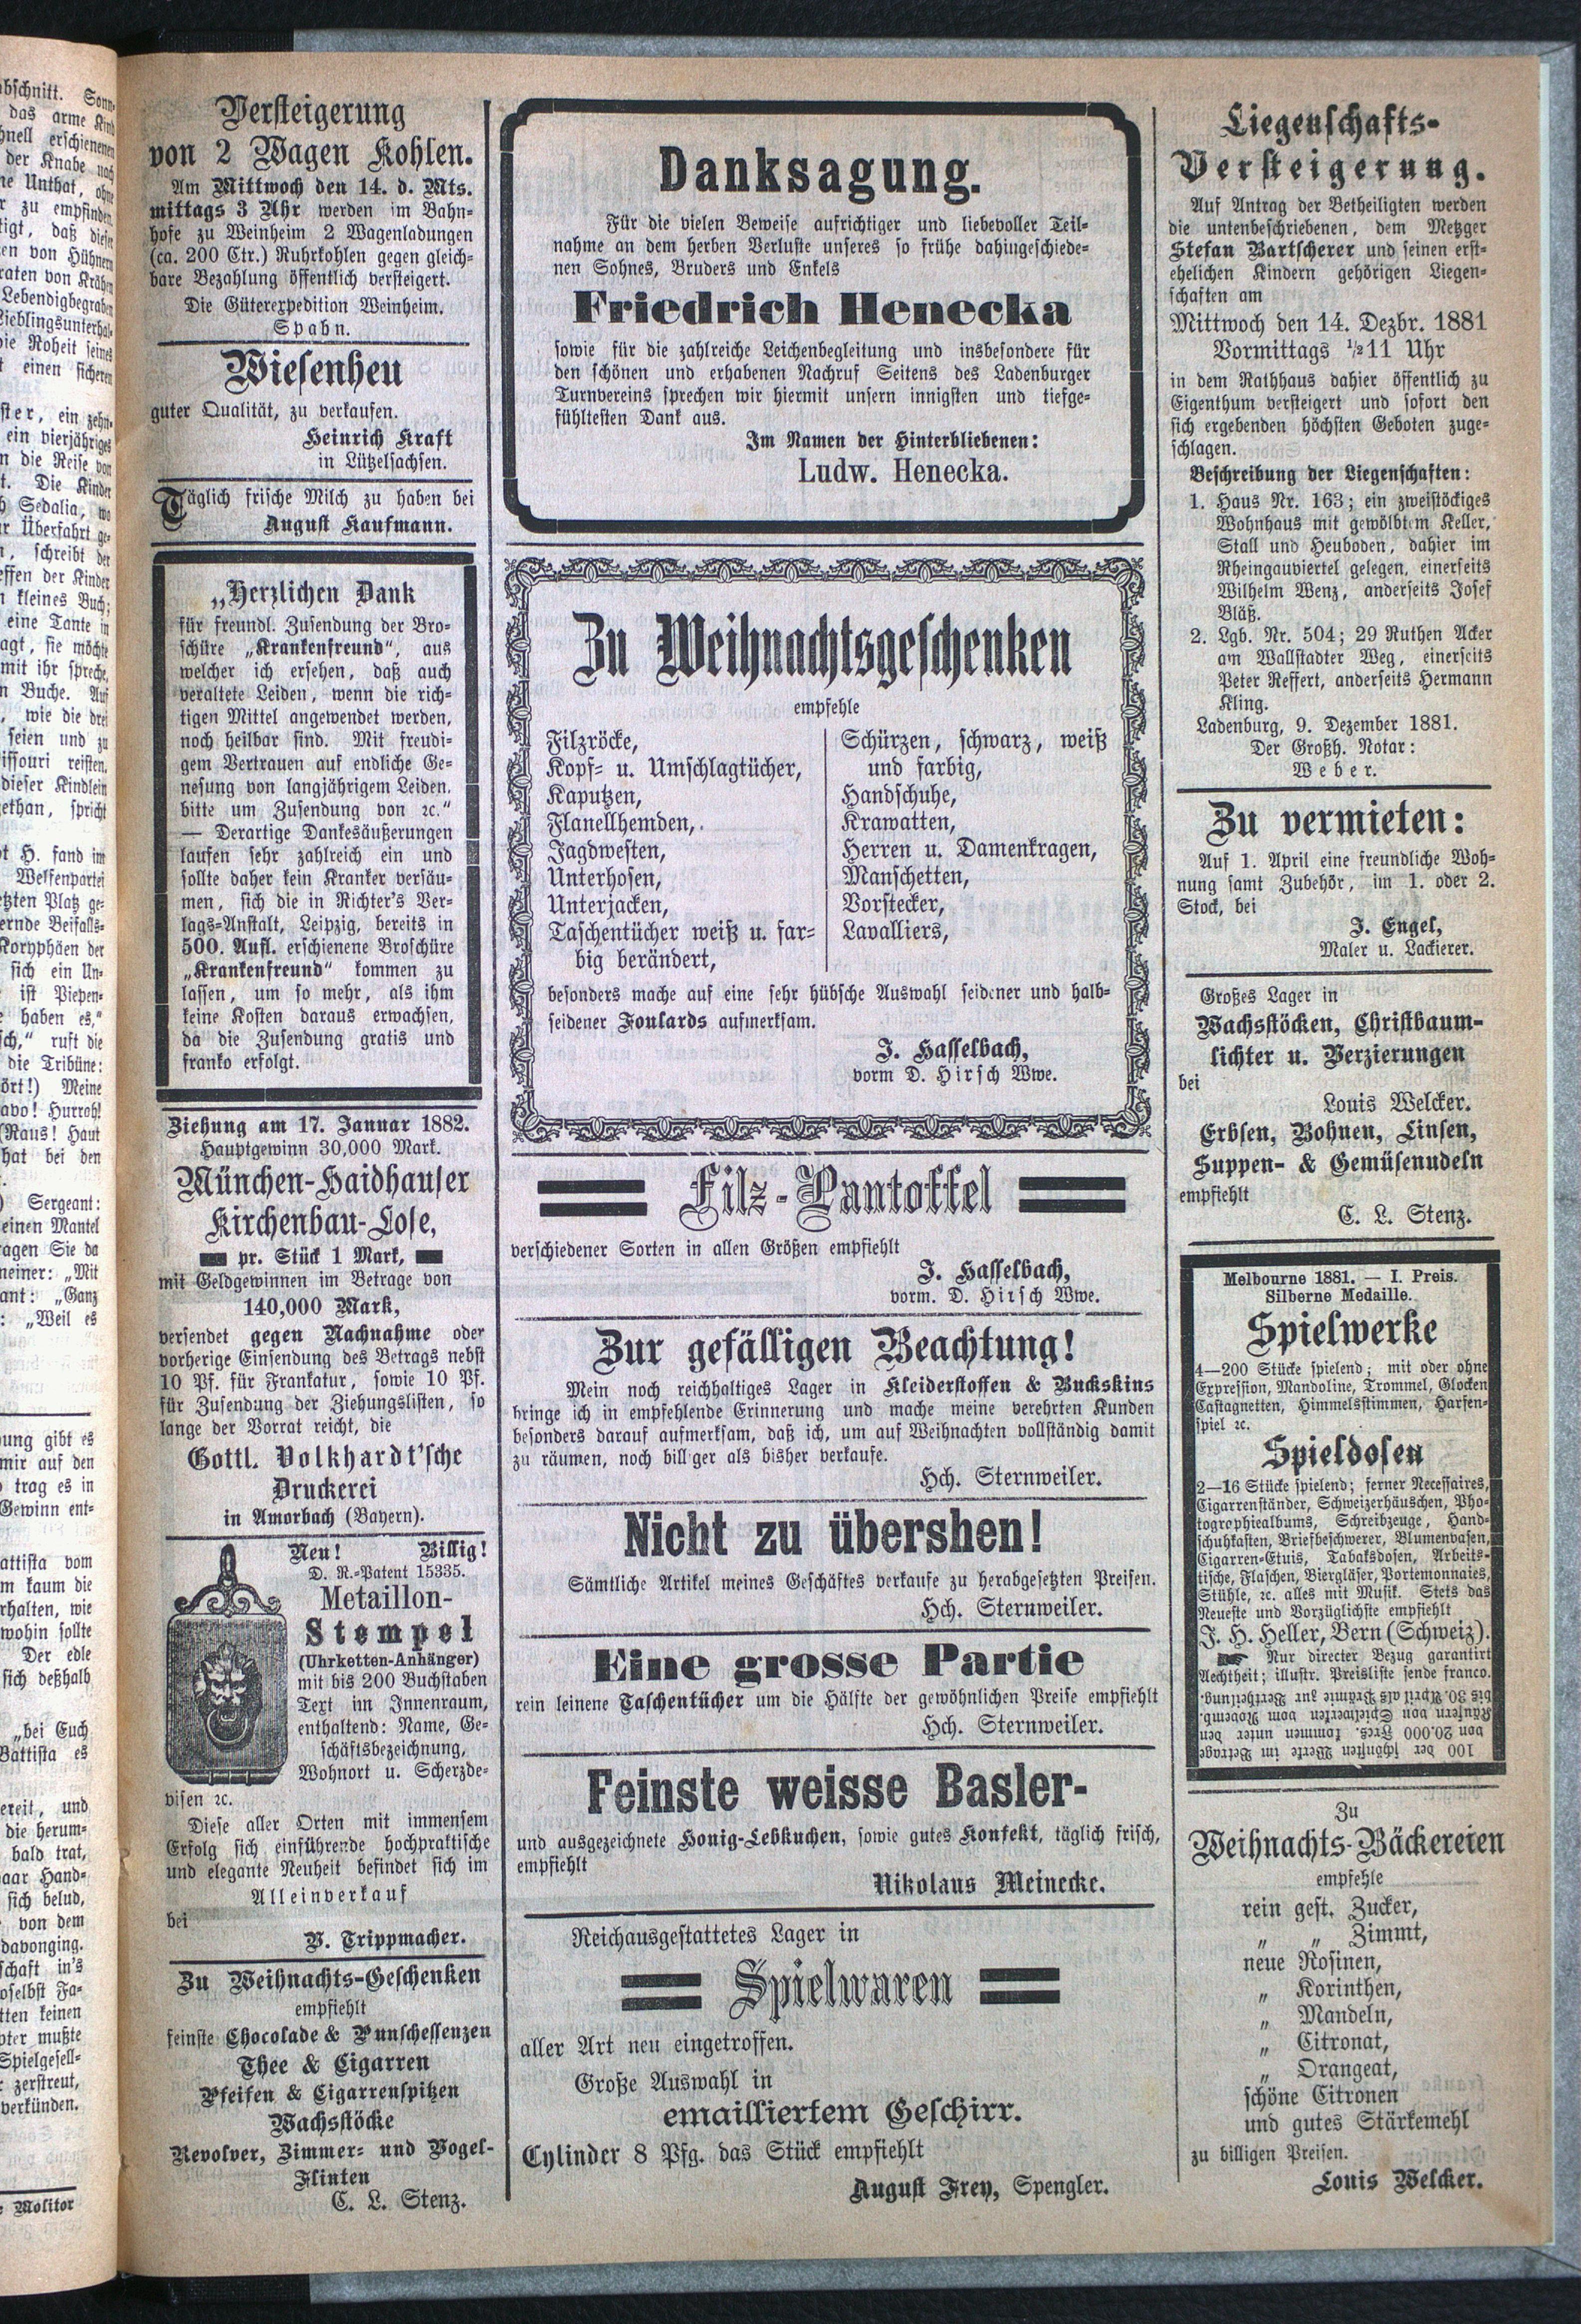 Versteigerung
von 2 Wagen Kohlen.
Am Mittwoch den 14. d. Mts.
mittags 3 Uhr werden im Bahn-
hofe zu Weinheim 2 Wagenladungen
(ca. 200 Ctr.) Ruhrkohlen gegen gleich-
bare Bezahlung öffentlich versteigert.
Die Güterexpedition Weinheim.
Spahn.
Wiesenheu
guter Qualität, zu verkaufen.
Heinrich Kraft
in Lützelsachsen.
Täglich frische Milch zu haben bei
August Kaufmann.
„Herzlichen Dank
für freundl. Zusendung der Bro-
schüre „Krankenfreund“, aus
welcher ich ersehen, daß auch
veraltete Leiden, wenn die rich-
tigen Mittel angewendet werden,
noch heilbar sind. Mit freudi-
gem Vertrauen auf endliche Ge-
nesung von langjährigem Leiden,
bitte um Zusendung von ꝛc.“
— Derartige Dankesäußerungen
laufen sehr zahlreich ein und
sollte daher kein Kranker versäu-
men, sich die in Richter's Ver-
lags-Anstalt, Leipzig, bereits in
500. Aufl. erschienene Broschüre
„Krankenfreund“ kommen zu
lassen, um so mehr, als ihm
keine Kosten daraus erwachsen,
da die Zusendung gratis und
franko erfolgt.
Ziehung am 17. Januar 1882.
Hauptgewinn 30,000 Mark.
München-Haidhauser
Kirchenbau-Lose,
pr. Stück 1 Mark,
mit Geldgewinnen im Betrage von
140,000 Mark,
versendet gegen Nachnahme oder
vorherige Einsendung des Betrags nebst
10 Pf. für Frankatur, sowie 10 Pf.
für Zusendung der Ziehungslisten, so
lange der Vorrat reicht, die
Gottl. Volkhardt'sche
Druckerei
in Amorbach (Bayern).
Neu! Billig!
D. R.-Patent 15335.
Metaillon-
Stempel
(Uhrketten-Anhänger)
mit bis 200 Buchstaben
Text im Innenraum,
enthaltend: Name, Ge-
schäftsbezeichnung,
Wohnort u. Scherzde-
visen ꝛc.
Diese aller Orten mit immensem
Erfolg sich einführende hochpraktische
und elegante Neuheit befindet sich im
Alleinverkauf
bei
V. Trippmacher.
Zu Weihnachts-Geschenken
empfiehlt
feinste Chocolade & Punschessenzen
Thee & Cigarren
Pfeifen & Cigarrenspitzen
Wachsstöcke
Revolver, Zimmer- und Vogel-
Flinten
C. L. Stenz.
Danksagung.
Für die vielen Beweise aufrichtiger und liebevoller Teil-
nahme an dem herben Verluste unseres so frühe dahingeschiede-
nen Sohnes, Bruders und Enkels
Friedrich Henecka
sowie für die zahlreiche Leichenbegleitung und insbesondere für
den schönen und erhabenen Nachruf Seitens des Ladenburger
Turnvereins sprechen wir hiermit unsern innigsten und tiefge-
fühltesten Dank aus.
Im Namen der Hinterbliebenen:
Ludw. Henecka.
Zu Weihnachtsgeschenken
empfehle
Filzröcke,
Kopf- u. Umschlagtücher,
Kaputzen,
Flanellhemden,
Jagdwesten,
Unterhosen,
Unterjacken,
Taschentücher weiß u. far-
big berändert,
Schürzen, schwarz, weiß
und farbig,
Handschuhe,
Krawatten,
Herren u. Damenkragen,
Manschetten,
Vorstecker,
Lavalliers,
besonders mache auf eine sehr hübsche Auswahl seidener und halb-
seidener Foulards aufmerksam.
J. Hasselbach,
vorm D. Hirsch Wwe.
Filz-Pantoffel
verschiedener Sorten in allen Größen empfiehlt
J. Hasselbach,
vorm. D. Hirsch Wwe.
Zur gefälligen Beachtung!
Mein noch reichhaltiges Lager in Kleiderstoffen & Buckskins
bringe ich in empfehlende Erinnerung und mache meine verehrten Kunden
besonders darauf aufmerksam, daß ich, um auf Weihnachten vollständig damit
zu räumen, noch billiger als bisher verkaufe.
Hch. Sternweiler.
Nicht zu übershen!
Sämtliche Artikel meines Geschäftes verkaufe zu herabgesetzten Preisen.
Hch. Sternweiler.
Eine grosse Partie
rein leinene Taschentücher um die Hälfte der gewöhnlichen Preise empfiehlt
Hch. Sternweiler.
Feinste weisse Basler-
und ausgezeichnete Honig-Lebkuchen, sowie gutes Konfekt, täglich frisch,
empfiehlt
Nikolaus Meinecke.
Reichausgestattetes Lager in
Spielwaren
aller Art neu eingetroffen.
Große Auswahl in
emailliertem Geschirr.
Cylinder 8 Pfg. das Stück empfiehlt
August Frey, Spengler.
Liegenschafts-
Versteigerung.
Auf Antrag der Betheiligten werden
die untenbeschriebenen, dem Metzger
Stefan Bartscherer und seinen erst-
ehelichen Kindern gehörigen Liegen-
schaften am
Mittwoch den 14. Dezbr. 1881
Vormittags ½11 Uhr
in dem Rathhaus dahier öffentlich zu
Eigenthum versteigert und sofort den
sich ergebenden höchsten Geboten zuge-
schlagen.
Beschreibung der Liegenschaften:
1. Haus Nr. 163; ein zweistöckiges
Wohnhaus mit gewölbtem Keller,
Stall und Heuboden, dahier im
Rheingauviertel gelegen, einerseits
Wilhelm Wenz, anderseits Josef
Bläß.
2. Lgb. Nr. 504; 29 Ruthen Acker
am Wallstadter Weg, einerseits
Peter Reffert, anderseits Hermann
Kling.
Ladenburg, 9. Dezember 1881.
Der Großh. Notar:
Weber.
Zu vermieten:
Auf 1. April eine freundliche Woh-
nung samt Zubehör, im 1. oder 2.
Stock, bei
J. Engel,
Maler u. Lackierer.
Großes Lager in
Wachsstöcken, Christbaum-
lichter u. Verzierungen
bei
Louis Welcker.
Erbsen, Bohnen, Linsen,
Suppen- & Gemüsenudeln
empfiehlt
C. L. Stenz.
Melbourne 1881. — I. Preis.
Silberne Medaille.
Spielwerke
4—200 Stücke spielend; mit oder ohne
Expression, Mandoline, Trommel, Glocken
Castagnetten, Himmelsstimmen, Harfen-
spiel ꝛc.
Spieldosen
2—16 Stücke spielend; ferner Necessaires,
Cigarrenständer, Schweizerhäuschen, Pho-
togrophiealbums, Schreibzeuge, Hand-
schuhkasten, Briefbeschwerer, Blumenvasen,
Cigarren-Etuis, Tabaksdosen, Arbeits-
tische, Flaschen, Biergläser, Portemonnaies,
Stühle, ꝛc. alles mit Musik. Stets das
Neueste und Vorzüglichste empfiehlt
J. H. Heller, Bern (Schweiz).
Nur directer Bezug garantirt
Aechtheit; illustr. Preisliste sende franco.
100 der schönsten Werke im Betrage
von 20.000 Frcs. kommen unter den
Käufern von Spielwerken vom Novemb.
bis 30. April als Prämie zur Vertheilung.
Zu
Weihnachts-Bäckereien
empfehle
rein gest. Zucker,
„ „ Zimmt,
neue Rosinen,
„ Korinthen,
„ Mandeln,
„ Citronat,
„ Orangeat,
schöne Citronen
und gutes Stärkemehl
zu billigen Preisen.
Louis Welcker.